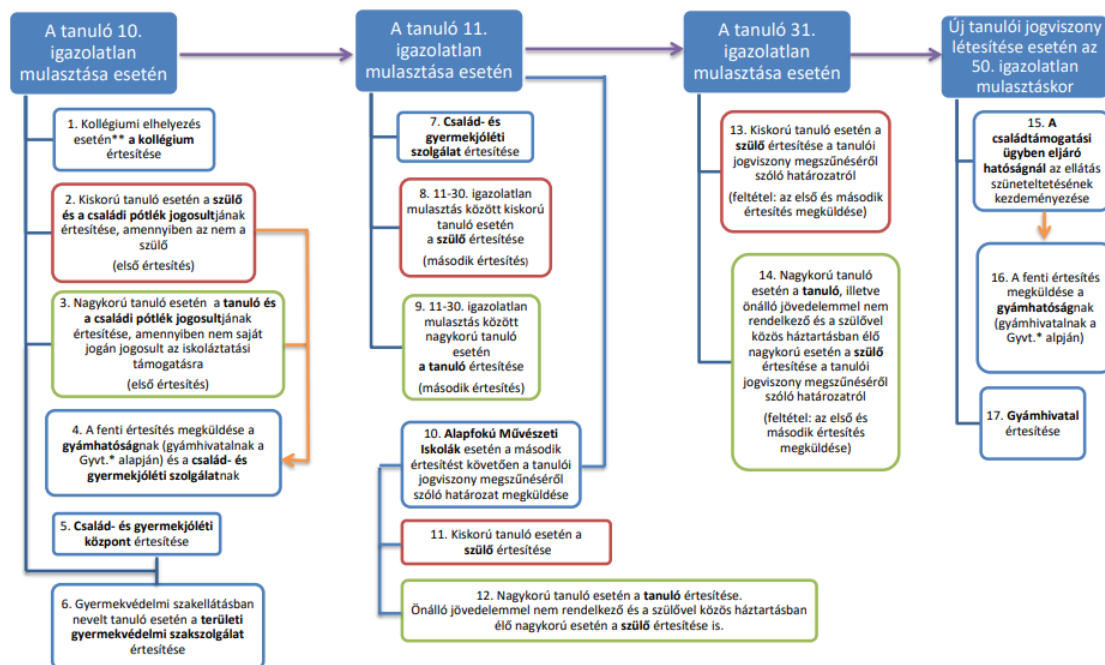 A tanuló 10.
igazolatlan
mulasztása esetén
1. Kollégiumi elhelyezés
esetén** a kollégium
értesítése
2. Kiskorú tanuló esetén a szülő
és a családi pótlék jogosultjának
értesítése, amennyiben az nem a
szülő
(első értesítés)
3. Nagykorú tanuló esetén a tanuló és
a családi pótlék jogosultjának
értesítése, amennyiben nem saját
jogán jogosult az iskoláztatási
támogatásra
(első értesítés)
4. A fenti értesítés megküldése a
gyámhatóságnak (gyámhivatalnak a
Gyvt.* alapján) és a család- és
gyermekjóléti szolgálatnak
5. Család- és gyermekjóléti
központ értesítése
6. Gyermekvédelmi szakellátásban
nevelt tanuló esetén a területi
gyermekvédelmi szakszolgálat
értesítése
A tanuló 11.
igazolatlan
mulasztása esetén
7. Család- és
gyermekjóléti
szolgálat értesítése
8. 11-30. igazolatlan
mulasztás között kiskorú
tanuló esetén
a szülő értesítése
(második értesítés)
9. 11-30. igazolatlan
mulasztás között
nagykorú tanuló
esetén
a tanuló értesítése
(második értesítés)
10. Alapfokú Művészeti
Iskolák esetén a második
értesítést követően a tanulói
jogviszony megszűnéséről
szóló határozat megküldése
11. Kiskorú tanuló esetén a
szülő értesítése
12. Nagykorú tanuló esetén a tanuló értesítése.
Önálló jövedelemmel nem rendelkező és a szülővel közös háztartásban
élő nagykorú esetén a szülő értesítése is.
A tanuló 31.
igazolatlan
mulasztása esetén
13. Kiskorú tanuló esetén a
szülő értesítése a tanulói
jogviszony megszűnéséről
szóló határozatról
(feltétel: az első és második
értesítés megküldése)
14. Nagykorú tanuló
esetén a tanuló, illetve
önálló jövedelemmel nem
rendelkező és a szülővel
közös háztartásban élő
nagykorú esetén a szülő
értesítése a tanulói
jogviszony megszűnéséről
szóló határozatról
(feltétel: az első és
második értesítés
megküldése)
Új tanulói jogviszony
létesítése esetén az
50. igazolatlan
mulasztáskor
15. A
családtámogatási
ügyben eljáró
hatóságnál az ellátás
szüneteltetésének
kezdeményezése
16. A fenti értesítés
megküldése a
gyámhatóságnak
(gyámhivatalnak a
Gyvt.* alpján)
17. Gyámhivatal
értesítése